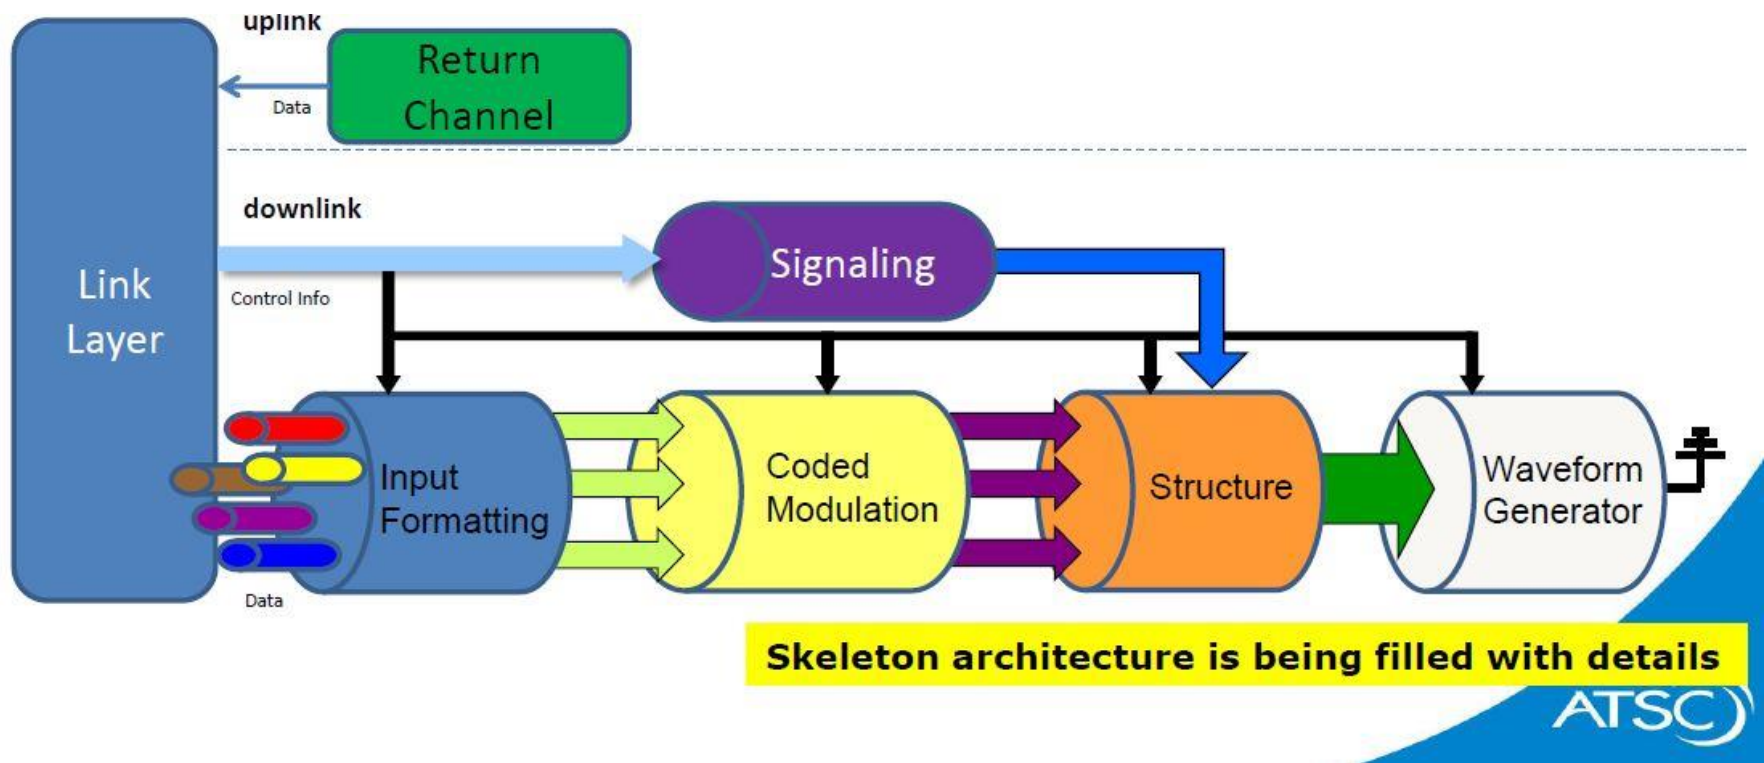 uplink
Return
Channel
Data
downlink
Signaling
Link
Layer
Control Info
Input
Formatting
Coded
Modulation
Structure
Waveform
Generator
Data
Skeleton architecture is being filled with details
ATSC